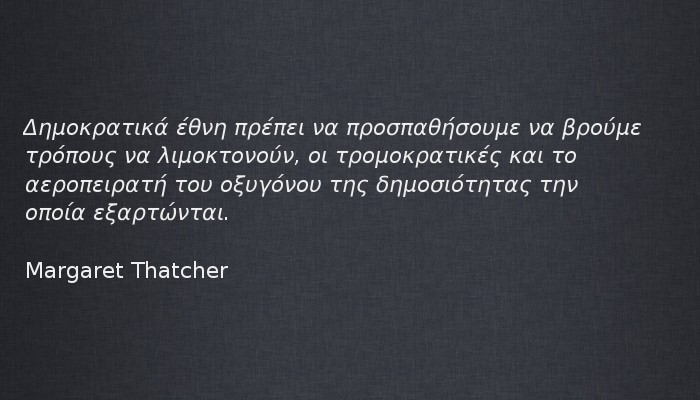 Δημοκρατικά έθνη πρέπει να προσπαθήσουμε να βρούμε
τρόπους να λιμοκτονούν, οι τρομοκρατικές και το
αεροπειρατή του οξυγόνου της δημοσιότητας την
οποία εξαρτώνται.
Margaret Thatcher